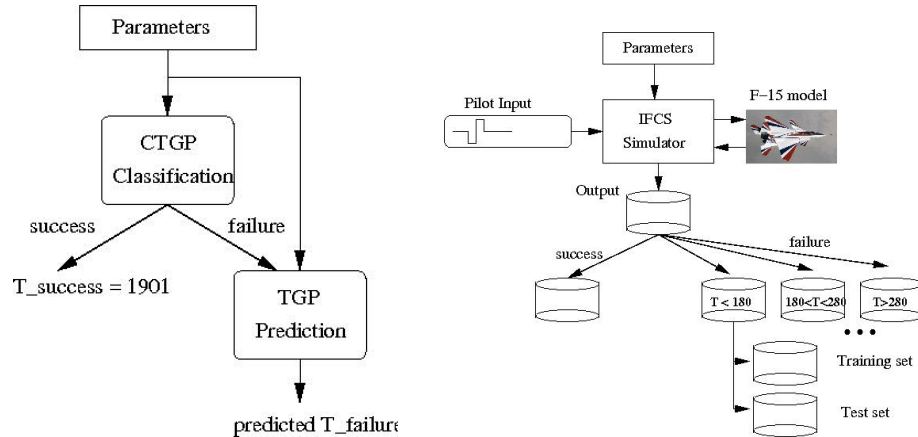 Parameters
CTGP
Classification
success
failure
T_success = 1901
TGP
Prediction
predicted T_failure
Parameters
Pilot Input
IFCS
Simulator
F-15 model
Output
success
failure
T < 180
180<T<280
T>280
Training set
Test set